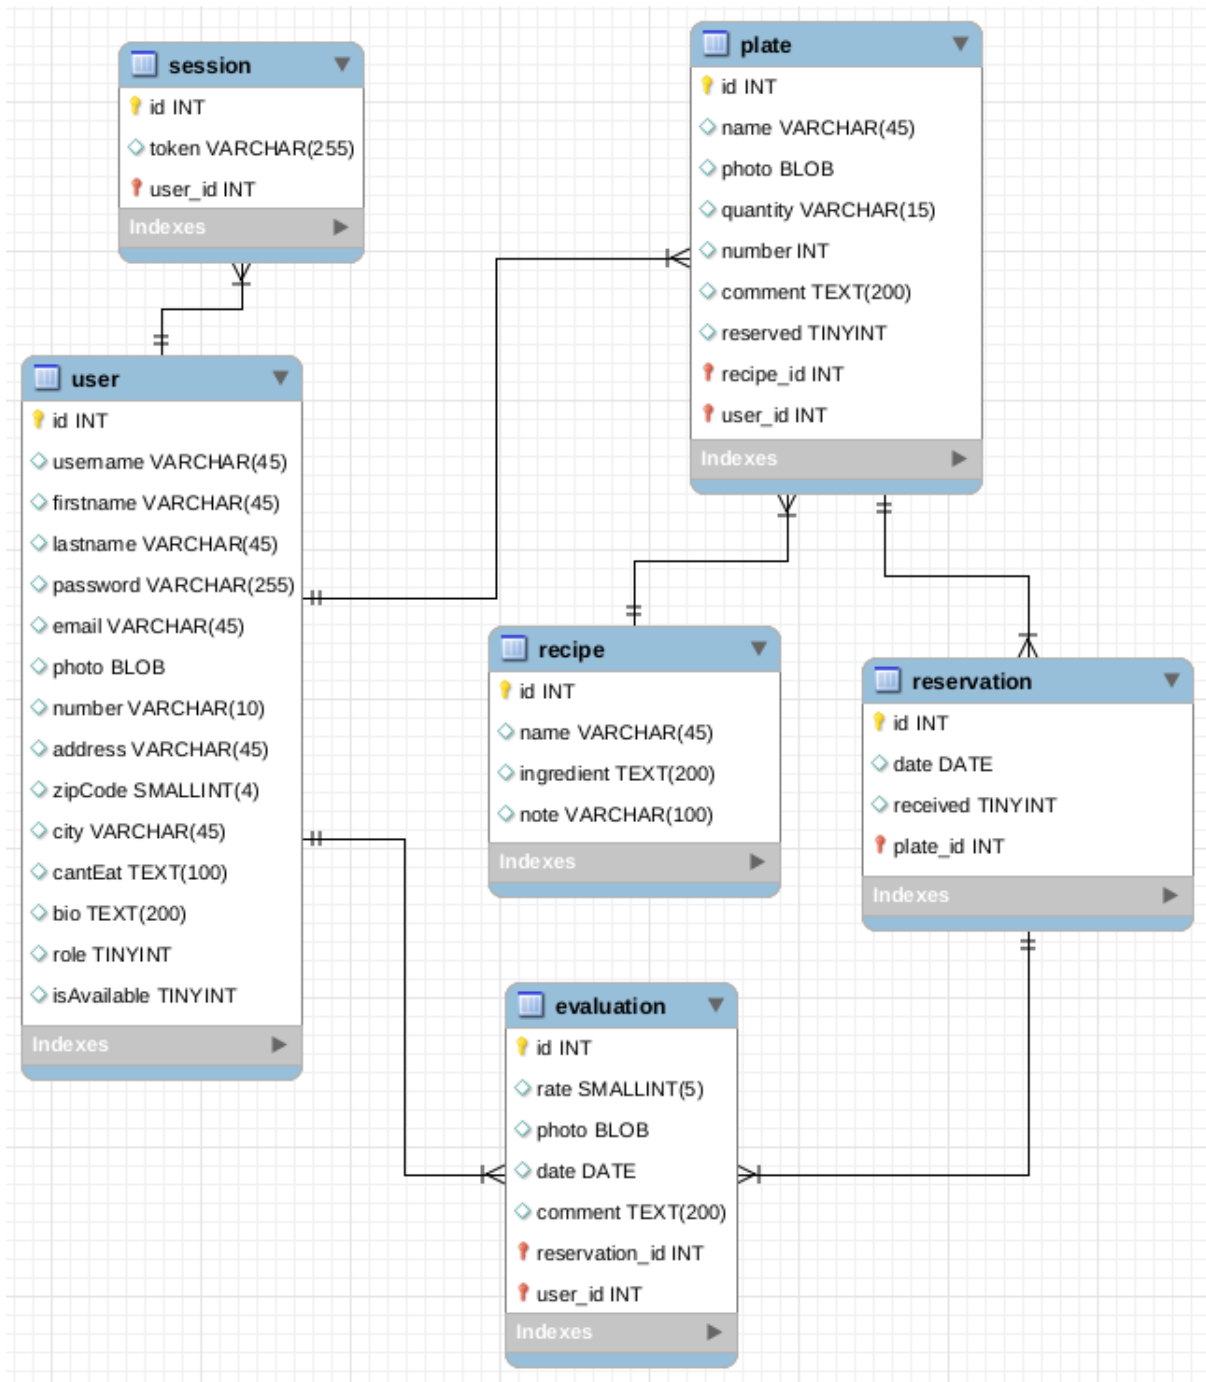 session
id INT
token VARCHAR(255)
user_id INT
Indexes
plate
id INT
name VARCHAR(45)
photo BLOB
quantity VARCHAR(15)
number INT
comment TEXT(200)
reserved TINYINT
recipe_id INT
user_id INT
Indexes
user
id INT
username VARCHAR(45)
firstname VARCHAR(45)
lastname VARCHAR(45)
password VARCHAR(255)
email VARCHAR(45)
photo BLOB
number VARCHAR(10)
address VARCHAR(45)
zipCode SMALLINT(4)
city VARCHAR(45)
cantEat TEXT(100)
bio TEXT(200)
role TINYINT
isAvailable TINYINT
Indexes
recipe
id INT
name VARCHAR(45)
ingredient TEXT(200)
note VARCHAR(100)
Indexes
reservation
id INT
date DATE
received TINYINT
plate_id INT
Indexes
evaluation
id INT
rate SMALLINT(5)
photo BLOB
date DATE
comment TEXT(200)
reservation_id INT
user_id INT
Indexes